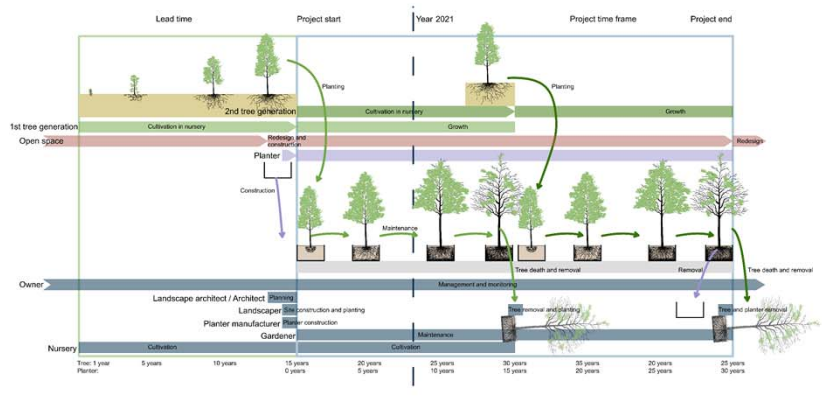 Lead time
Project start
Year 2021
Project time frame
Project end
Planting
Planting
2nd tree generation
Cultivation in nursery
Growth
1st tree generation
Cultivation in nursery
Growth
Open space
Redesign and
construction
Redesign
Planter
Construction
Maintenance
Tree death and removal
Removal
Tree death and removal
Owner
Management and monitoring
Landscape architect / Architect
Planning
Landscaper
Site construction and planting
Tree removal and planting
Tree and planter removal
Planter manufacturer
Planter construction
Gardener
Maintenance
Nursery
Cultivation
Cultivation
Tree: 1 year 5 years 10 years 15 years 20 years 25 years 30 years 35 years 20 years 25 years
Planter: 0 years 5 years 10 years 15 years 20 years 25 years 30 years